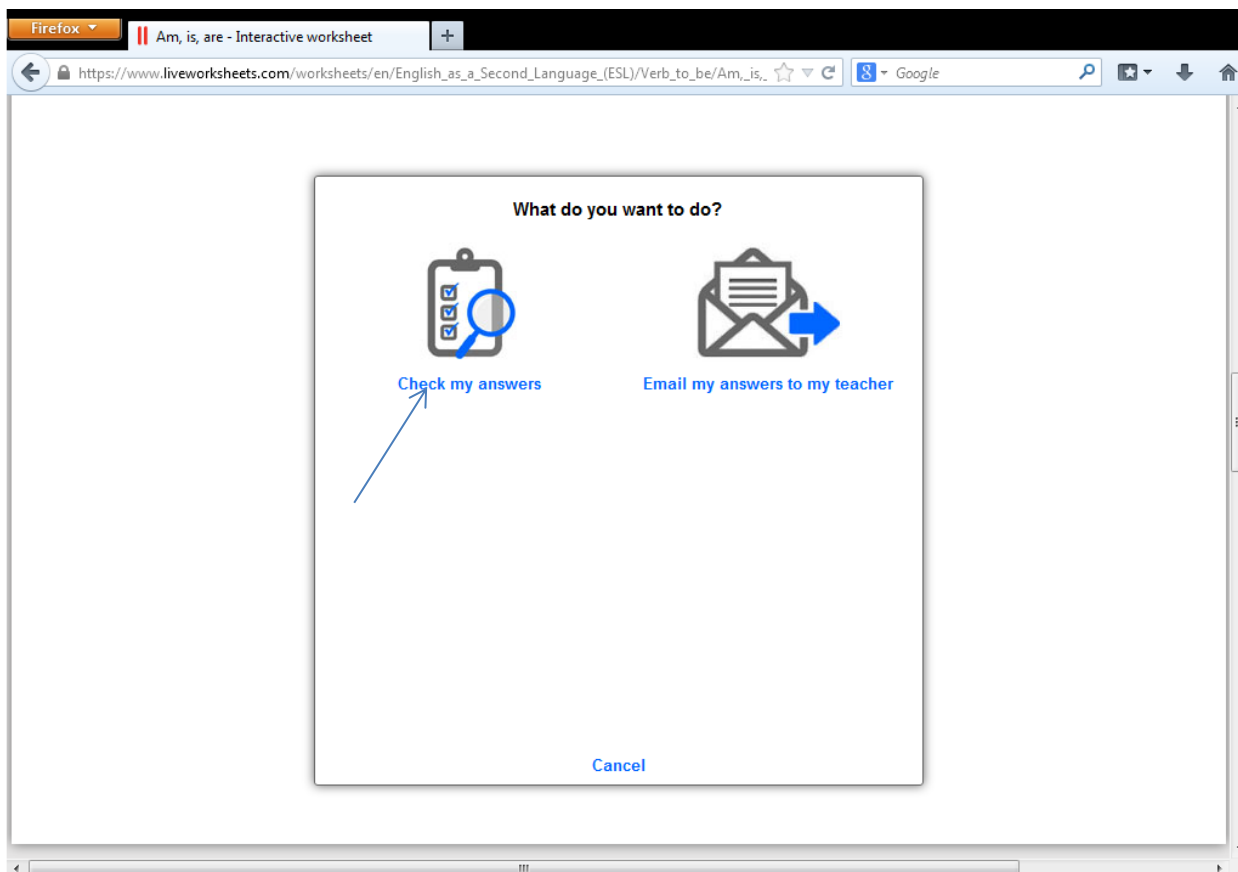 Firefox
Am, is, are - Interactive worksheet
https://www.liveworksheets.com/worksheets/en/English_as_a_Second_Language_(ESL)/Verb_to_be/Am,_is,_
Google
What do you want to do?
Check my answers
Email my answers to my teacher
Cancel